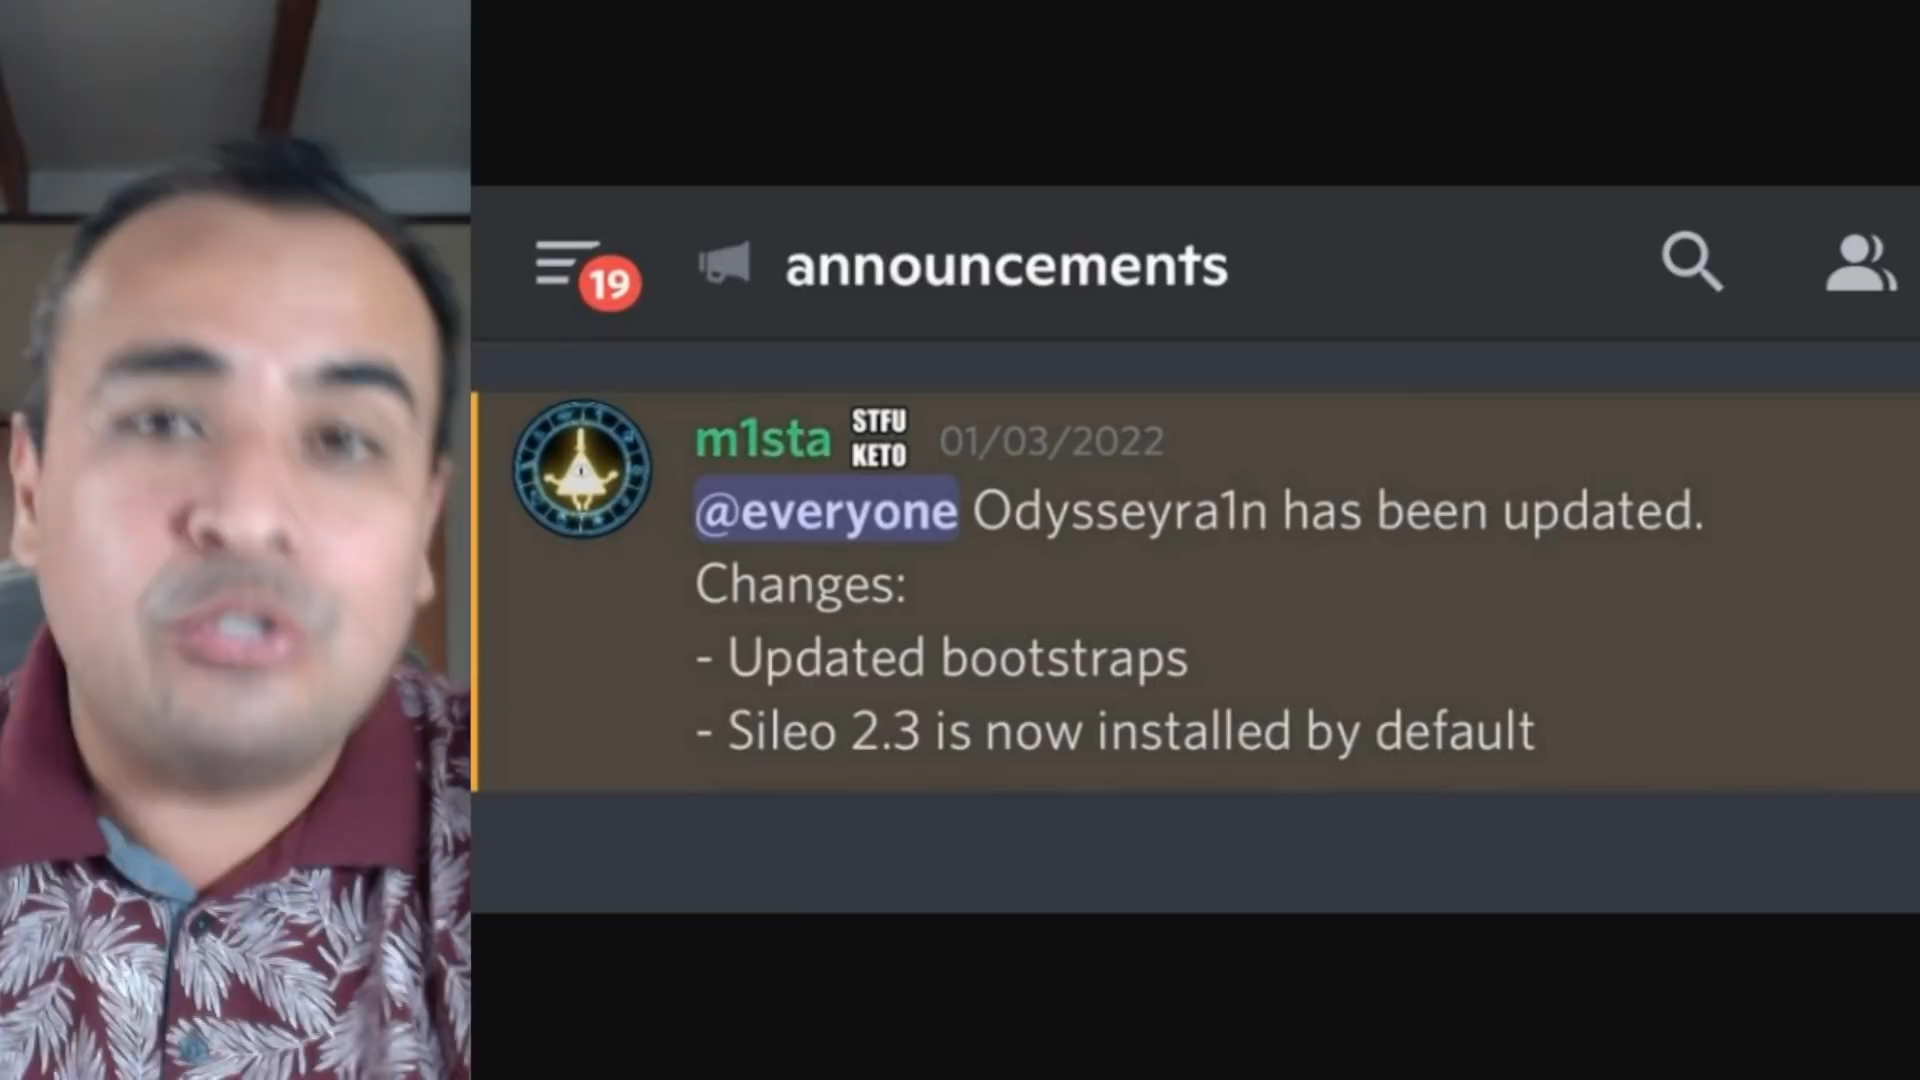 19
announcements
m1sta STFU KETO 01/03/2022
@everyone Odysseyra1n has been updated.
Changes:
- Updated bootstraps
- Sileo 2.3 is now installed by default